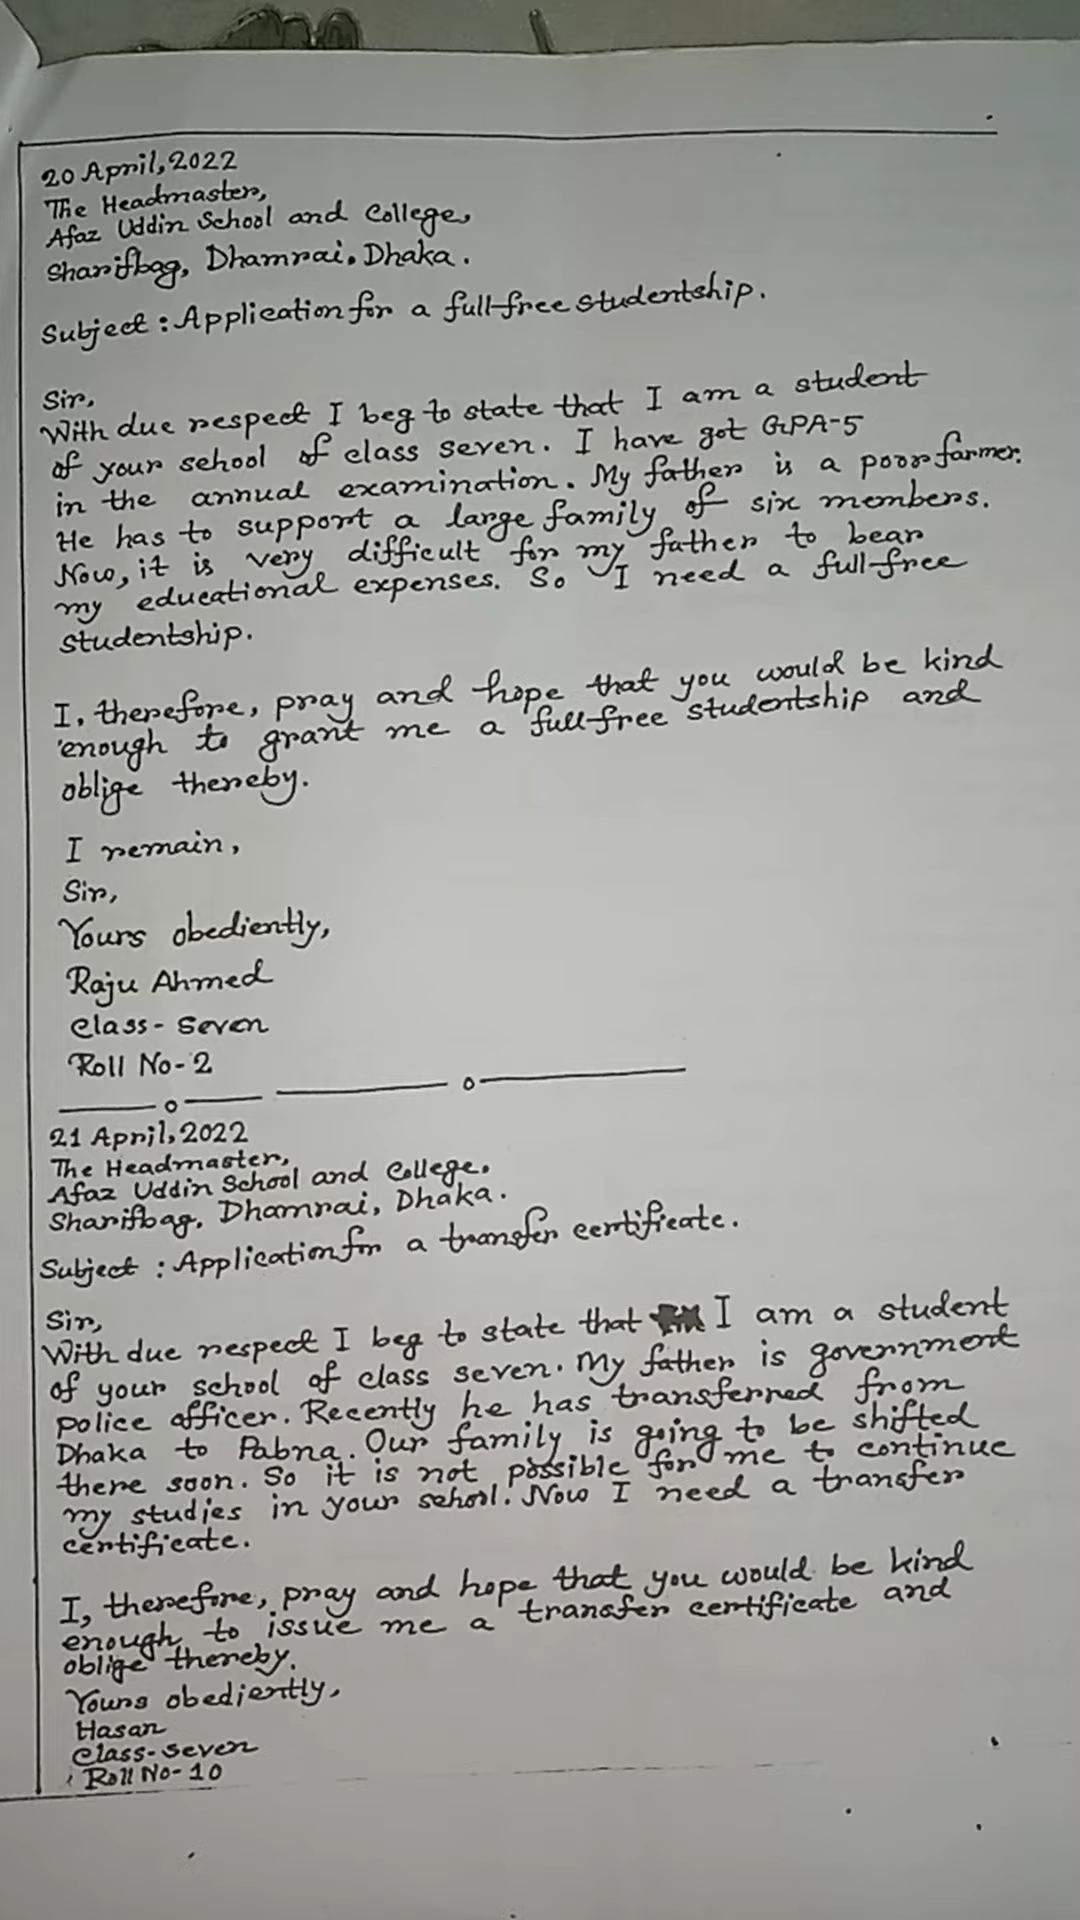 20 April, 2022
The Headmaster,
Afaz Uddin School and College,
Sharifbag, Dhamrai, Dhaka.
Subject : Application for a full-free studentship.
Sir,
With due respect I beg to state that I am a student
of your school of class seven. I have got GPA-5
in the annual examination. My father is a poor farmer.
He has to support a large family of six members.
Now, it is very difficult for my father to bear
my educational expenses. So I need a full-free
studentship.
I, therefore, pray and hope that you would be kind
enough to grant me a full-free studentship and
oblige thereby.
I remain,
Sir,
Yours obediently,
Raju Ahmed
Class- Seven
Roll No-2
21 April, 2022
The Headmaster,
Afaz Uddin School and College.
Sharifbag, Dhamrai, Dhaka.
Subject : Application for a transfer certificate.
Sir,
With due respect I beg to state that I am a student
of your school of class seven. My father is government
police officer. Recently he has transferred from
Dhaka to Pabna. Our family is going to be shifted
there soon. So it is not possible for me to continue
my studies in your school. Now I need a transfer
certificate.
I, therefore, pray and hope that you would be kind
enough to issue me a transfer certificate and
oblige thereby.
Yours obediently,
Hasan
Class-seven
Roll No-10